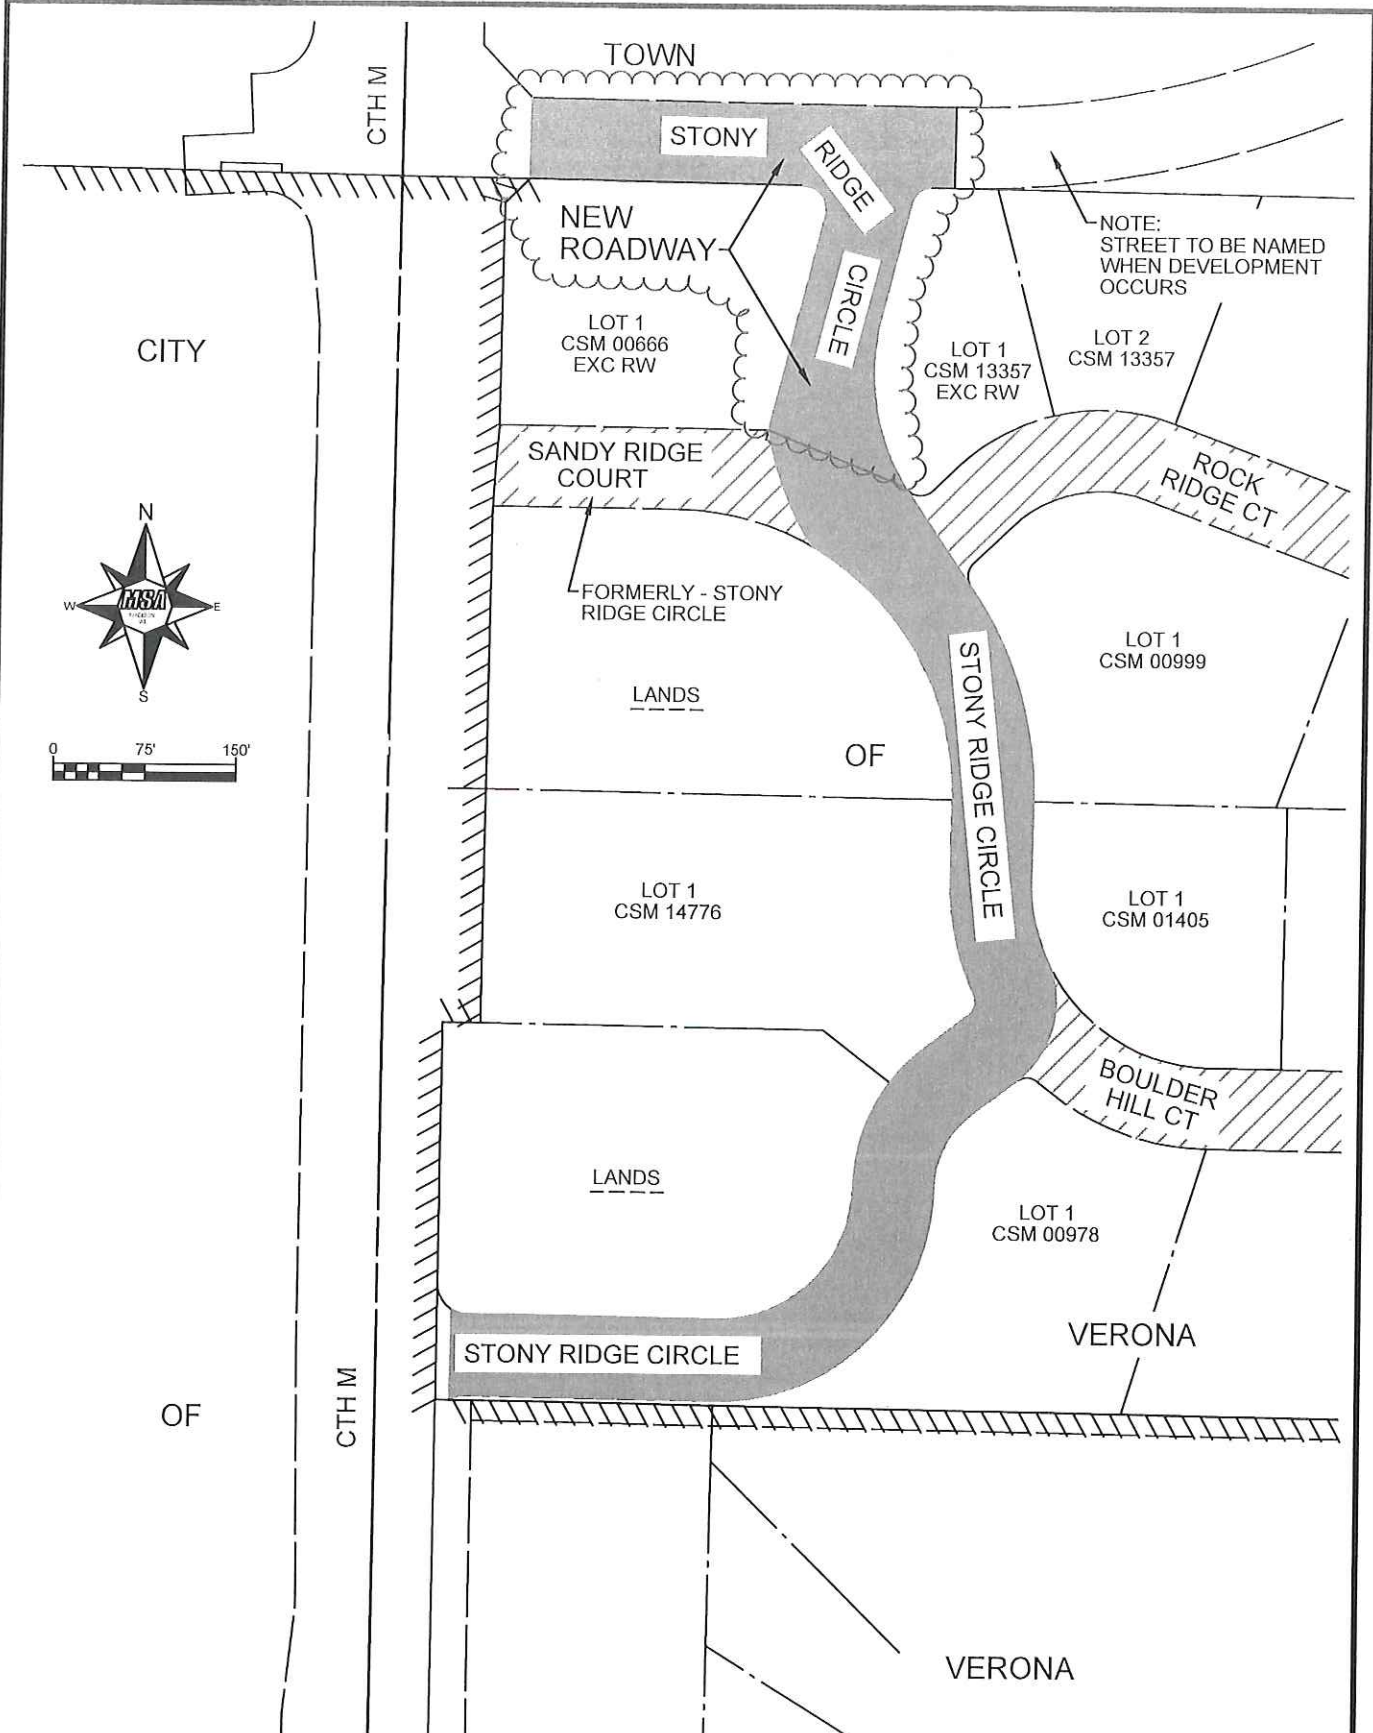 TOWN
CTH M
STONY
RIDGE
CIRCLE
NEW
ROADWAY
NOTE:
STREET TO BE NAMED
WHEN DEVELOPMENT
OCCURS
CITY
LOT 1
CSM 00666
EXC RW
LOT 1
CSM 13357
EXC RW
LOT 2
CSM 13357
SANDY RIDGE
COURT
ROCK
RIDGE CT
N
W
MSA
E
S
FORMERLY - STONY
RIDGE CIRCLE
LOT 1
CSM 00999
LANDS
STONY RIDGE CIRCLE
OF
0 75' 150'
LOT 1
CSM 14776
LOT 1
CSM 01405
BOULDER
HILL CT
LANDS
LOT 1
CSM 00978
VERONA
STONY RIDGE CIRCLE
CTH M
OF
VERONA